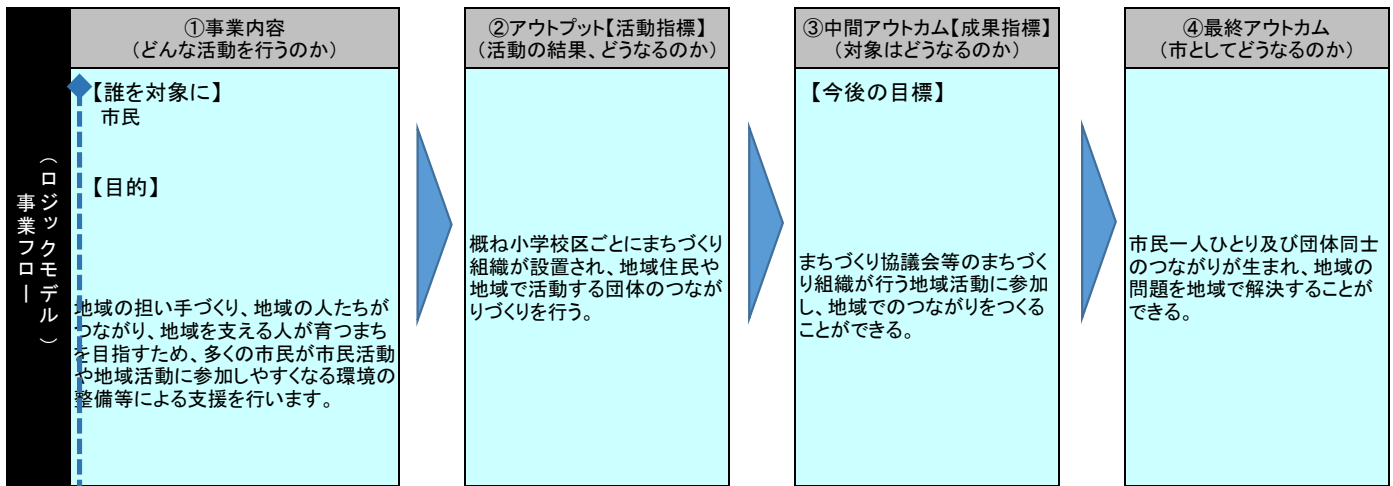 事業フロー
(ロジックモデル)
①事業内容
(どんな活動を行うのか)
【誰を対象に】
市民
【目的】
地域の担い手づくり、地域の人たちが
つながり、地域を支える人が育つまち
を目指すため、多くの市民が市民活動
や地域活動に参加しやすくなる環境の
整備等による支援を行います。
②アウトプット【活動指標】
(活動の結果、どうなるのか)
概ね小学校区ごとにまちづくり
組織が設置され、地域住民や
地域で活動する団体のつなが
りづくりを行う。
③中間アウトカム【成果指標】
(対象はどうなるのか)
【今後の目標】
まちづくり協議会等のまちづく
り組織が行う地域活動に参加
し、地域でのつながりをつくる
ことができる。
④最終アウトカム
(市としてどうなるのか)
市民一人ひとり及び団体同士
のつながりが生まれ、地域の
問題を地域で解決することが
できる。